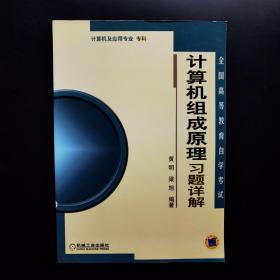 计算机及应用专业 专科
全国高等教育自学考试
计算机组成原理
习题详解
黄明 梁旭 编著
机械工业出版社